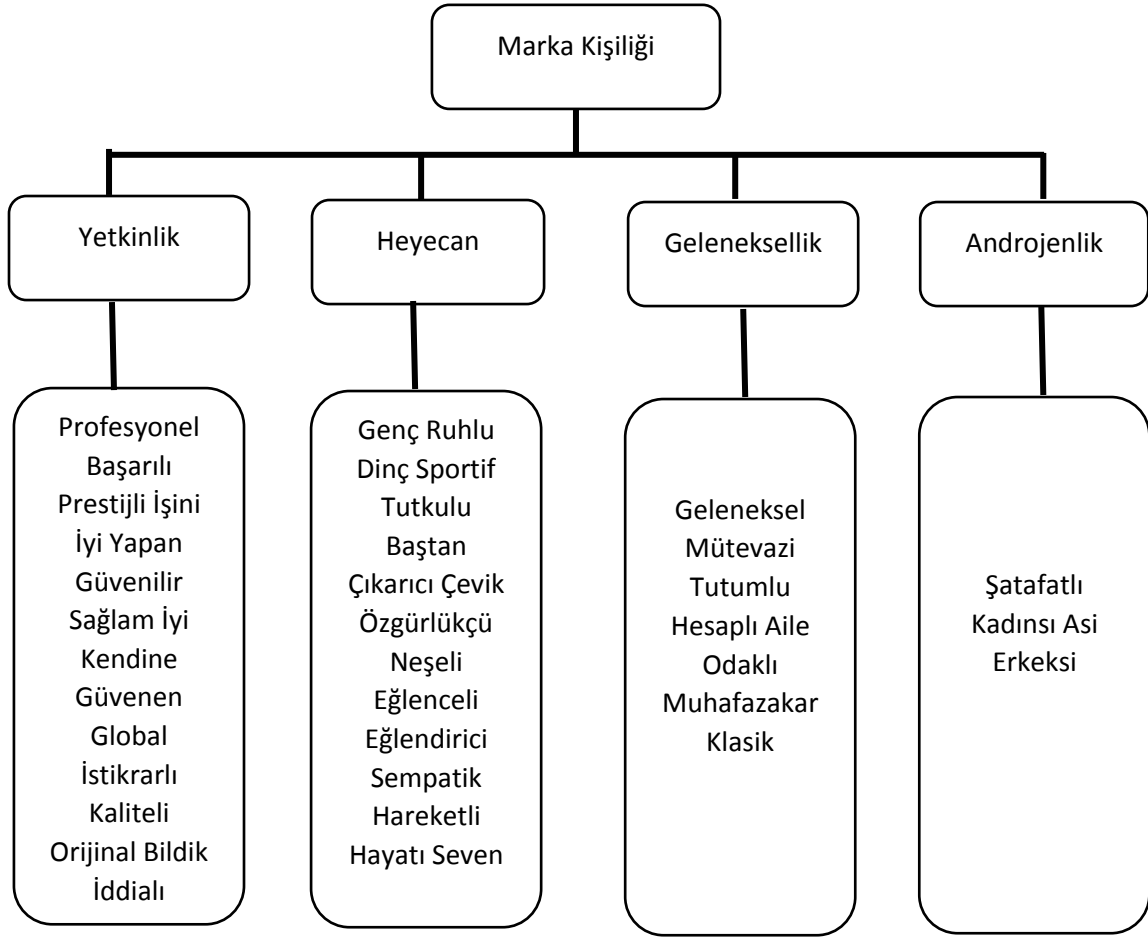 Marka Kişiliği
Yetkinlik
Heyecan
Geleneksellik
Androjenlik
Profesyonel
Başarılı
Prestijli İşini
İyi Yapan
Güvenilir
Sağlam İyi
Kendine
Güvenen
Global
İstikrarlı
Kaliteli
Orijinal Bildik
İddialı
Genç Ruhlu
Dinç Sportif
Tutkulu
Baştan
Çıkarıcı Çevik
Özgürlükçü
Neşeli
Eğlenceli
Eğlendirici
Sempatik
Hareketli
Hayatı Seven
Geleneksel
Mütevazi
Tutumlu
Hesaplı Aile
Odaklı
Muhafazakar
Klasik
Şatafatlı
Kadınsı Asi
Erkeksi